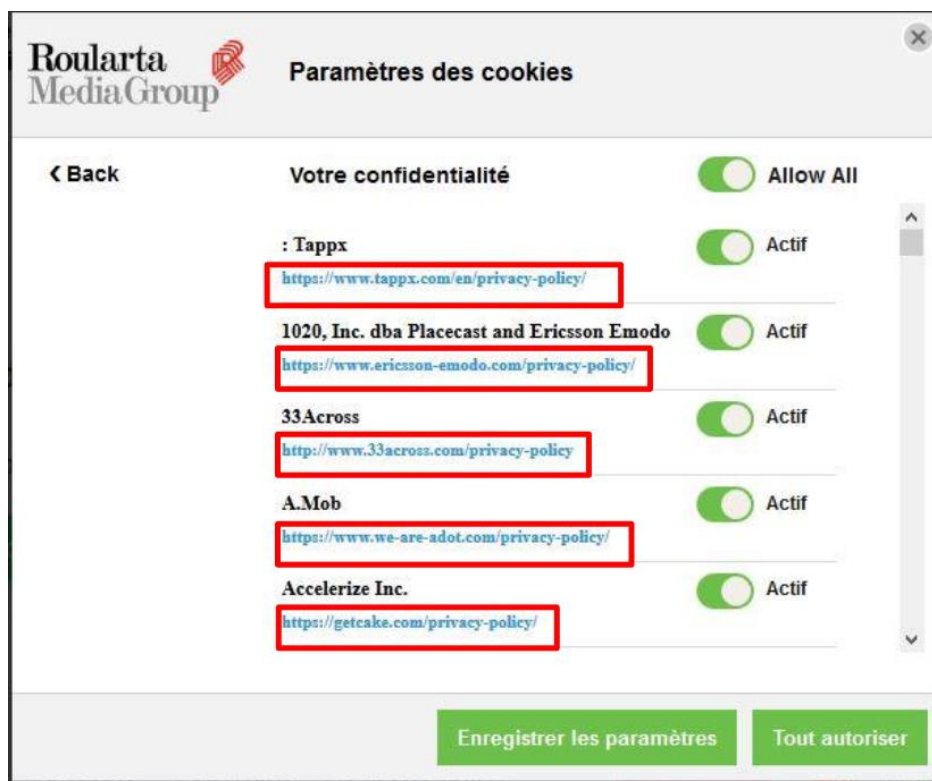 Roularta
MediaGroup
Paramètres des cookies
< Back
Votre confidentialité
Allow All
: Tappx
Actif
https://www.tappx.com/en/privacy-policy/
1020, Inc. dba Placecast and Ericsson Emodo
Actif
https://www.ericsson-emodo.com/privacy-policy/
33Across
Actif
http://www.33across.com/privacy-policy
A.Mob
Actif
https://www.we-are-adot.com/privacy-policy/
Accelerize Inc.
Actif
https://getcake.com/privacy-policy/
Enregistrer les paramètres
Tout autoriser